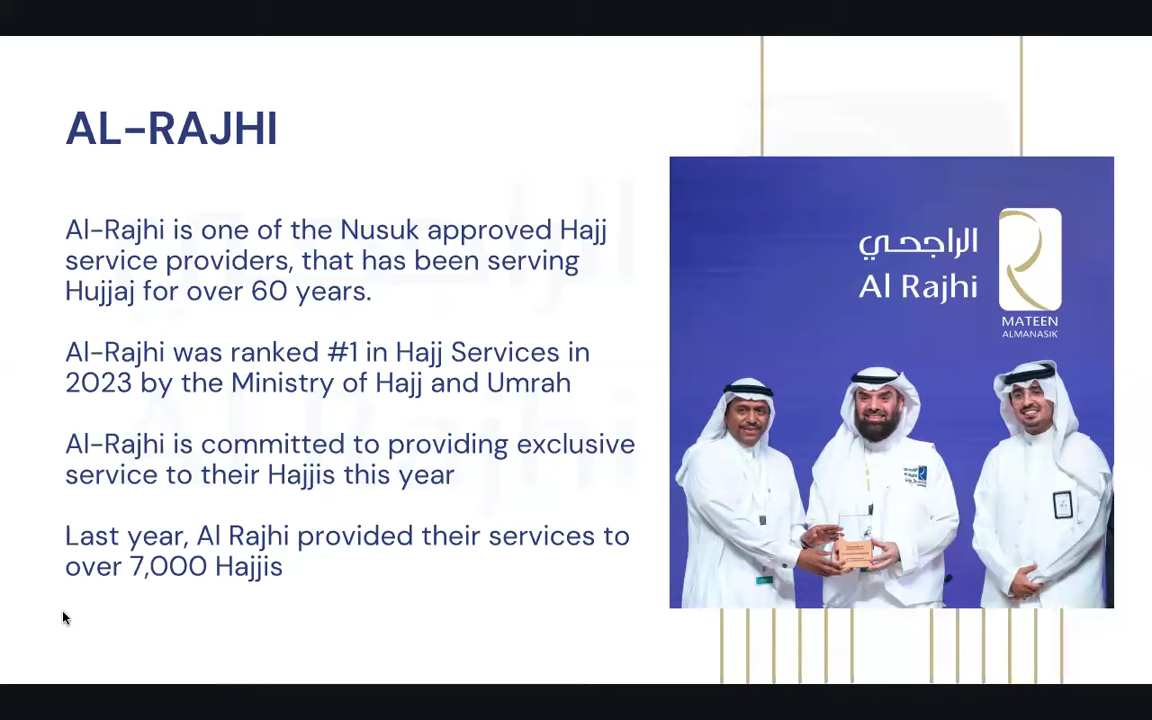 AL-RAJHI
Al-Rajhi is one of the Nusuk approved Hajj
service providers, that has been serving
Hujjaj for over 60 years.
Al-Rajhi was ranked #1 in Hajj Services in
2023 by the Ministry of Hajj and Umrah
Al-Rajhi is committed to providing exclusive
service to their Hajjis this year
Last year, Al Rajhi provided their services to
over 7,000 Hajjis
الراجحي
Al Rajhi
MATEEN
ALMANASIK